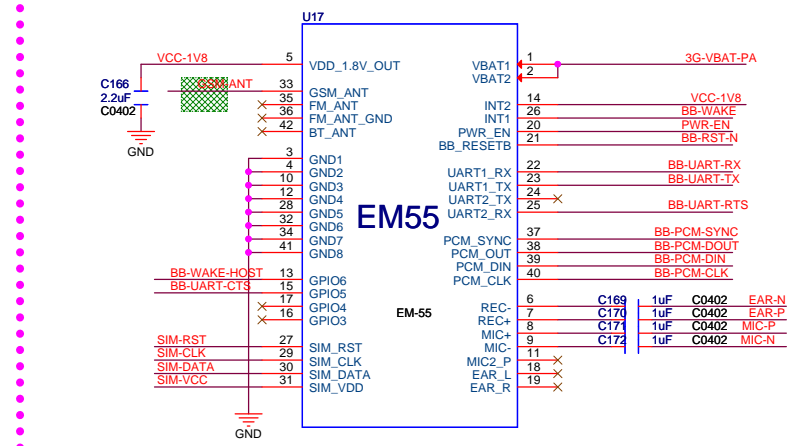 U17
VCC-1V8 5 VDD_1.8V_OUT VBAT1 1 3G-VBAT-PA
VBAT2 2
C166
2.2uF
C0402
GND
GSM-ANT 33 GSM_ANT
35 FM_ANT
36 FM_ANT_GND
42 BT_ANT
INT2 14 VCC-1V8
INT1 26 BB-WAKE
PWR_EN 20 PWR-EN
BB_RESETB 21 BB-RST-N
3 GND1
4 GND2
10 GND3
12 GND4
28 GND5
32 GND6
34 GND7
41 GND8
UART1_RX 22 BB-UART-RX
UART1_TX 23 BB-UART-TX
UART2_TX 24
UART2_RX 25 BB-UART-RTS
EM55
PCM_SYNC 37 BB-PCM-SYNC
PCM_OUT 38 BB-PCM-DOUT
PCM_DIN 39 BB-PCM-DIN
PCM_CLK 40 BB-PCM-CLK
BB-WAKE-HOST 13 GPIO6
BB-UART-CTS 15 GPIO5
17 GPIO4
16 GPIO3
EM-55
REC- 6 C169 1uF C0402 EAR-N
REC+ 7 C170 1uF C0402 EAR-P
MIC+ 8 C171 1uF C0402 MIC-P
MIC- 9 C172 1uF C0402 MIC-N
MIC2_P 11
EAR_L 18
EAR_R 19
SIM-RST 27 SIM_RST
SIM-CLK 29 SIM_CLK
SIM-DATA 30 SIM_DATA
SIM-VCC 31 SIM_VDD
GND